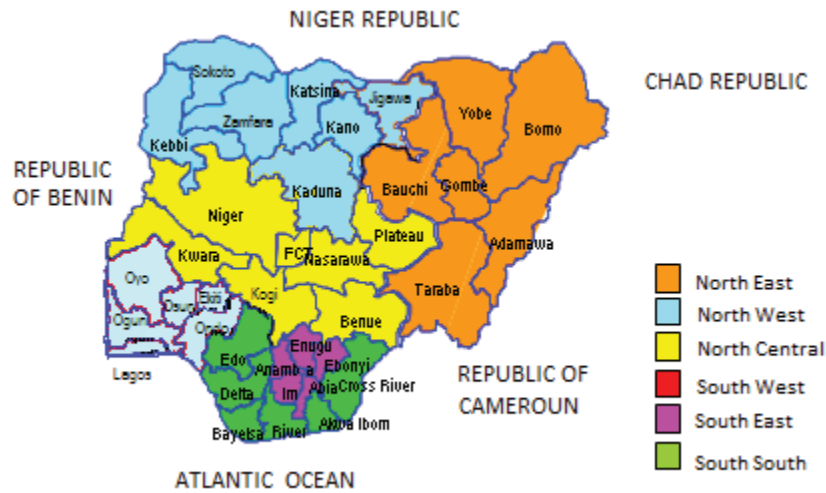 NIGER REPUBLIC
CHAD REPUBLIC
Sokoto
Katsina
Jigawa
Yobe
Borno
Zamfara
Kano
Kebbi
REPUBLIC
OF BENIN
Kaduna
Bauchi
Gombe
Niger
Plateau
Adamawa
FCT
Nasarawa
Kwara
Taraba
Oyo
Kogi
Osun
Ekiti
Ogun
Ondo
Benue
Lagos
Edo
Enugu
Anamb a
Ebonyi
Delta
Im
Abia
Cross River
Bayelsa
River
Akwa Ibom
REPUBLIC OF
CAMEROUN
ATLANTIC OCEAN
North East
North West
North Central
South West
South East
South South